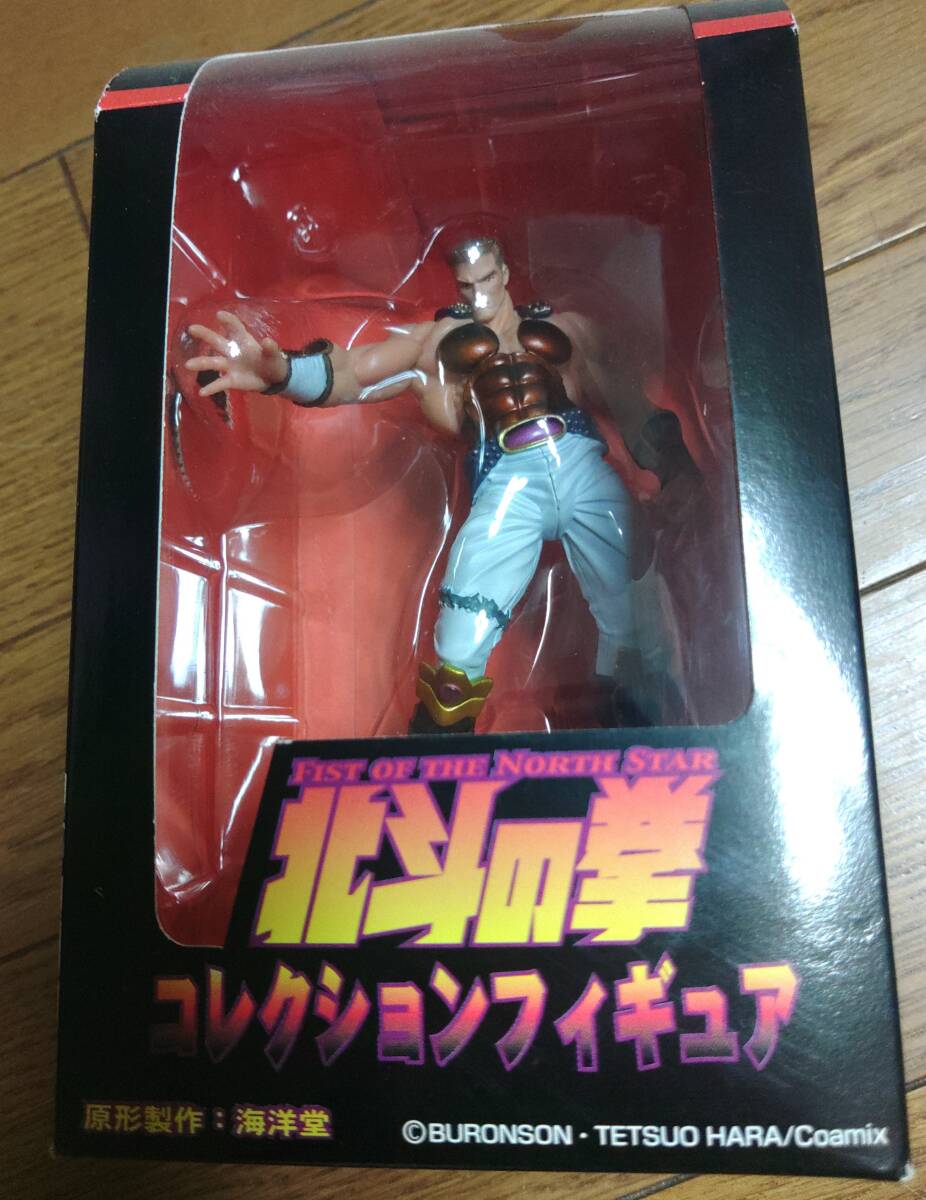 FIST OF THE NORTH STAR
北斗の拳
コレクションフィギュア
原形製作：海洋堂
©BURONSON・TETSUO HARA/Coamix